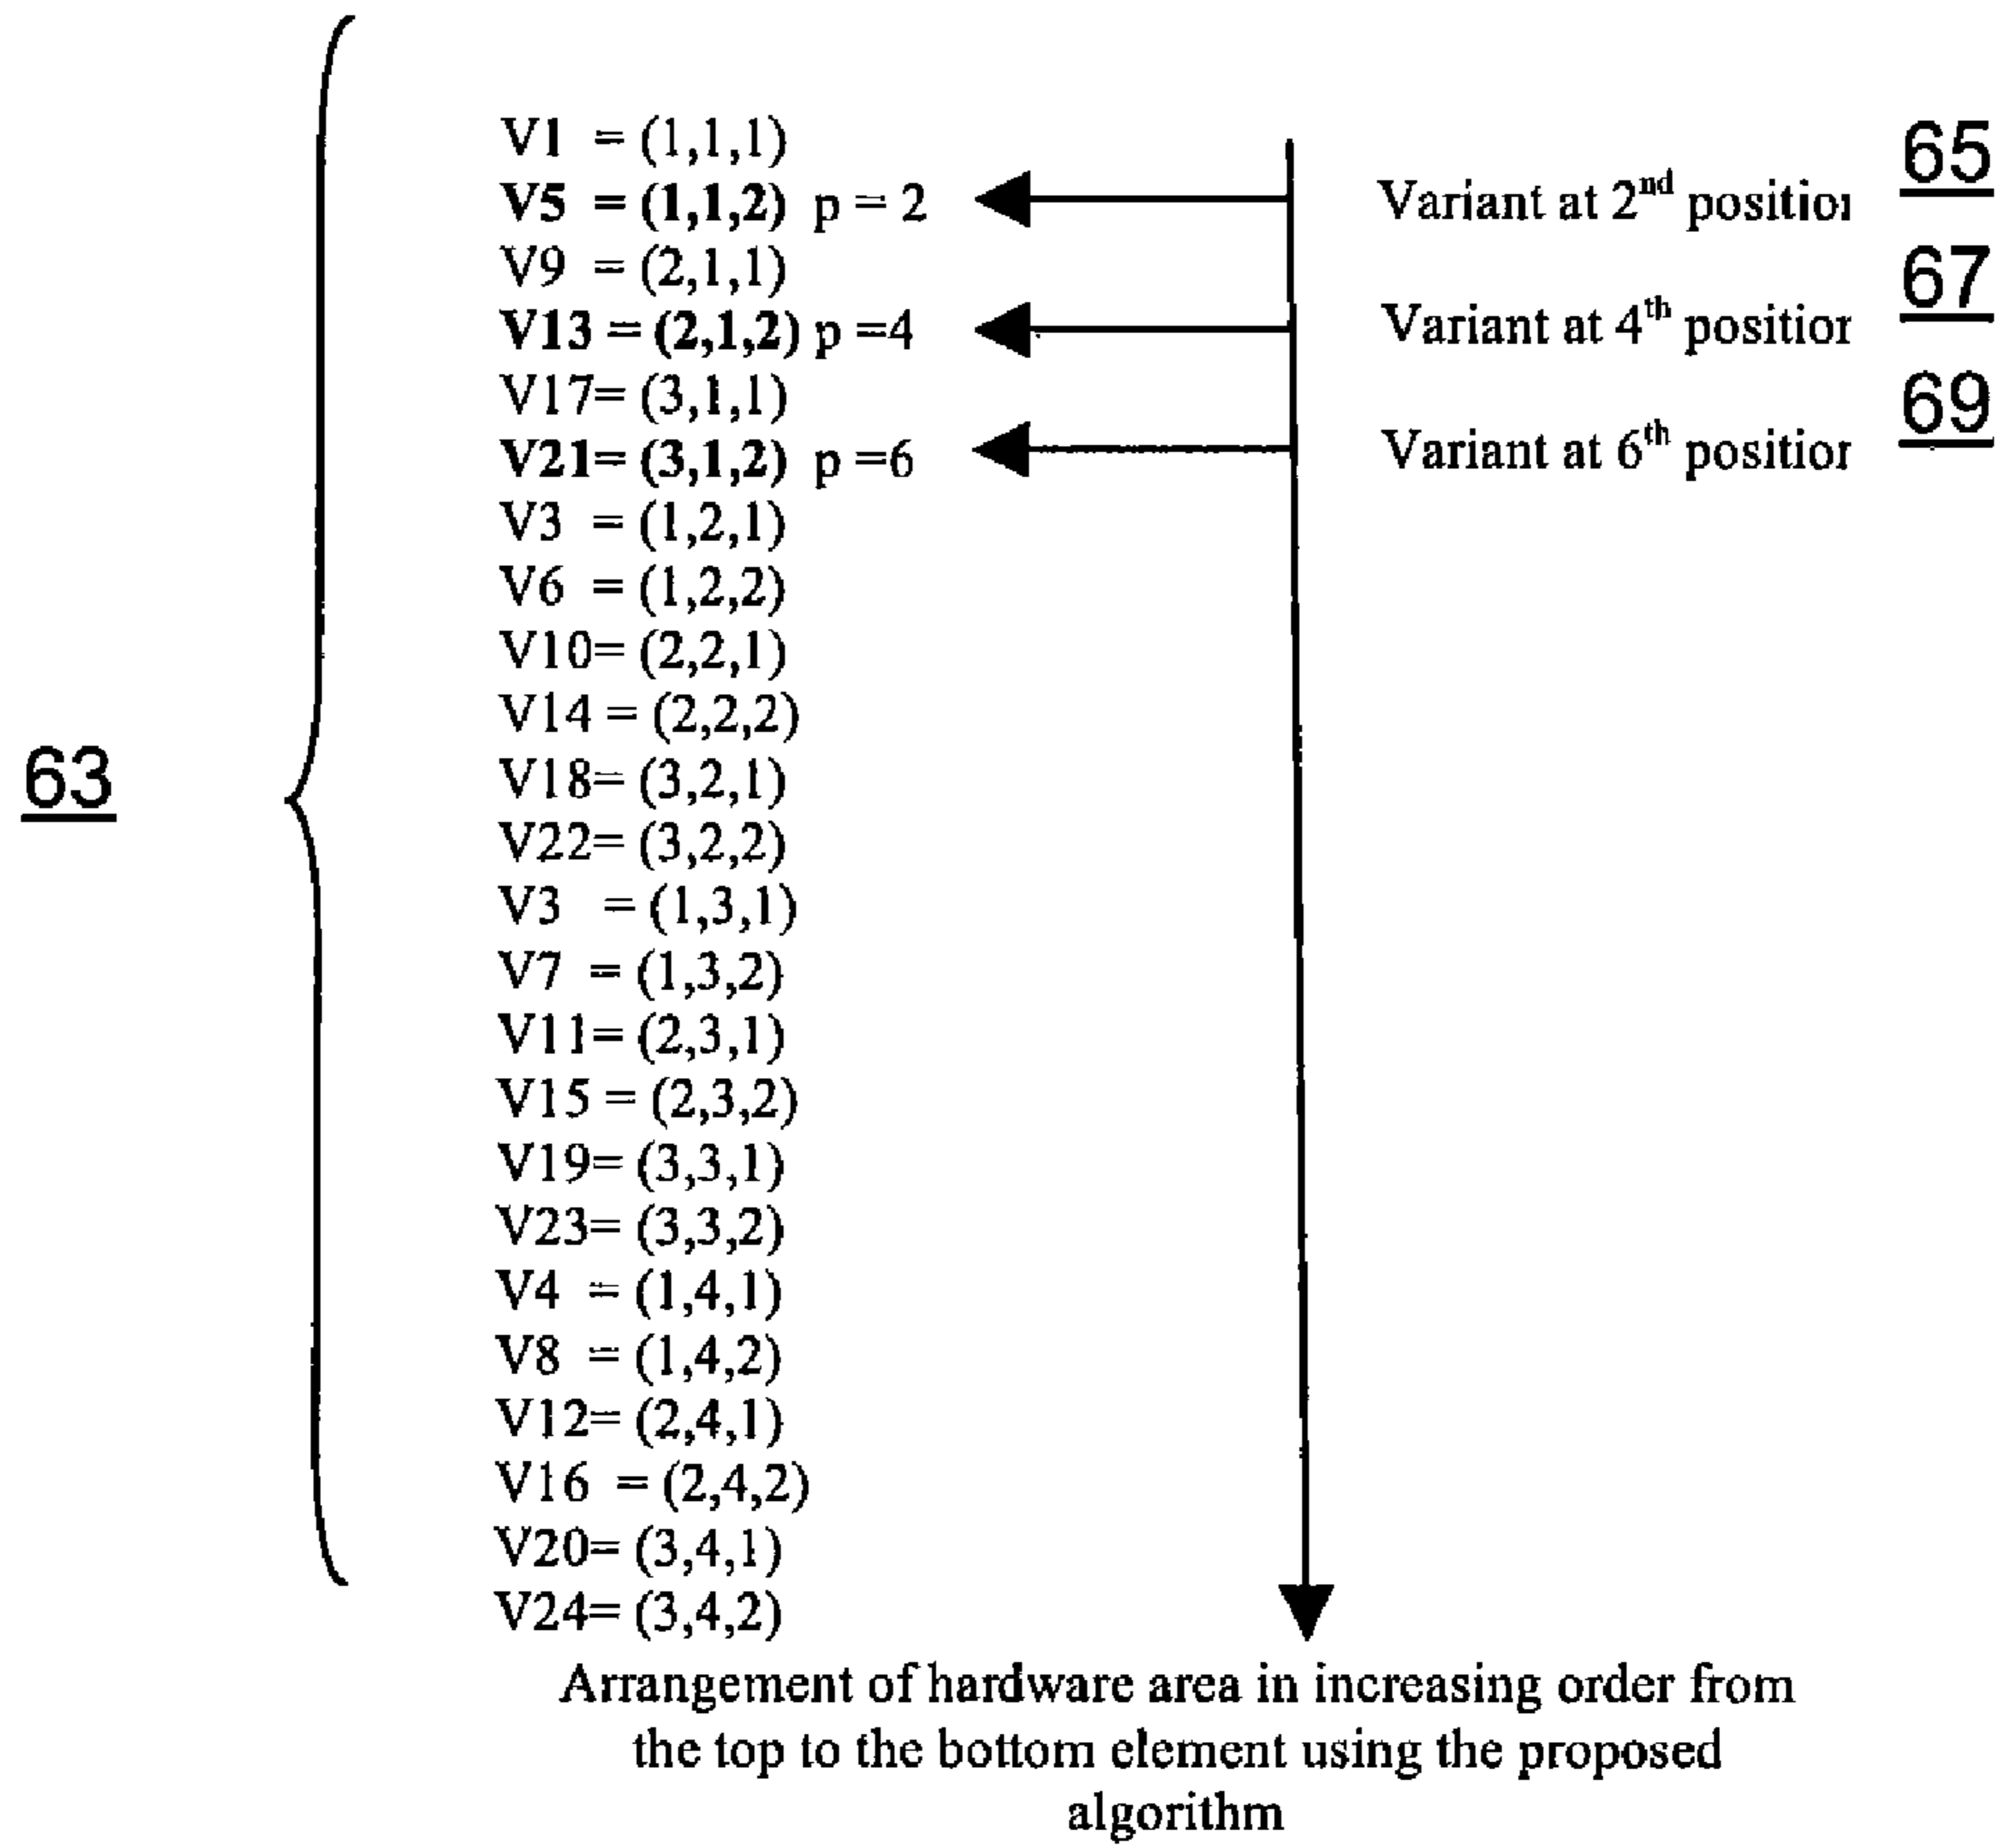 V1 = (1,1,1)
65
V5 = (1,1,2) p = 2
Variant at 2nd position
V9 = (2,1,1)
67
V13 = (2,1,2) p =4
Variant at 4th position
V17= (3,1,1)
69
V21= (3,1,2) p =6
Variant at 6th position
V3 = (1,2,1)
V6 = (1,2,2)
V10= (2,2,1)
V14 = (2,2,2)
63
V18= (3,2,1)
V22= (3,2,2)
V3 = (1,3,1)
V7 = (1,3,2)
V11= (2,3,1)
V15 = (2,3,2)
V19= (3,3,1)
V23= (3,3,2)
V4 = (1,4,1)
V8 = (1,4,2)
V12= (2,4,1)
V16 = (2,4,2)
V20= (3,4,1)
V24= (3,4,2)
Arrangement of hardware area in increasing order from
the top to the bottom element using the proposed
algorithm